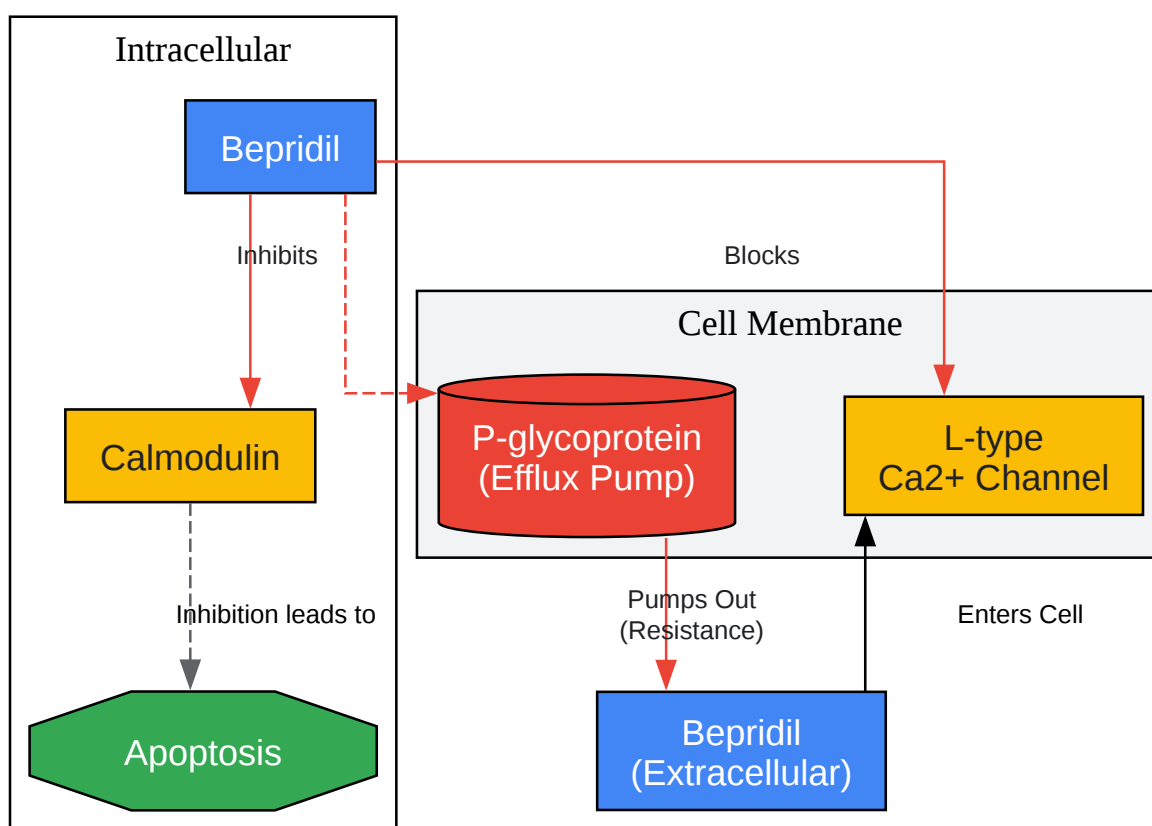 Intracellular
Bepridil
Inhibits
Blocks
Cell Membrane
P-glycoprotein
(Efflux Pump)
L-type
Ca2+ Channel
Calmodulin
Inhibition leads to
Pumps Out
(Resistance)
Enters Cell
Apoptosis
Bepridil
(Extracellular)